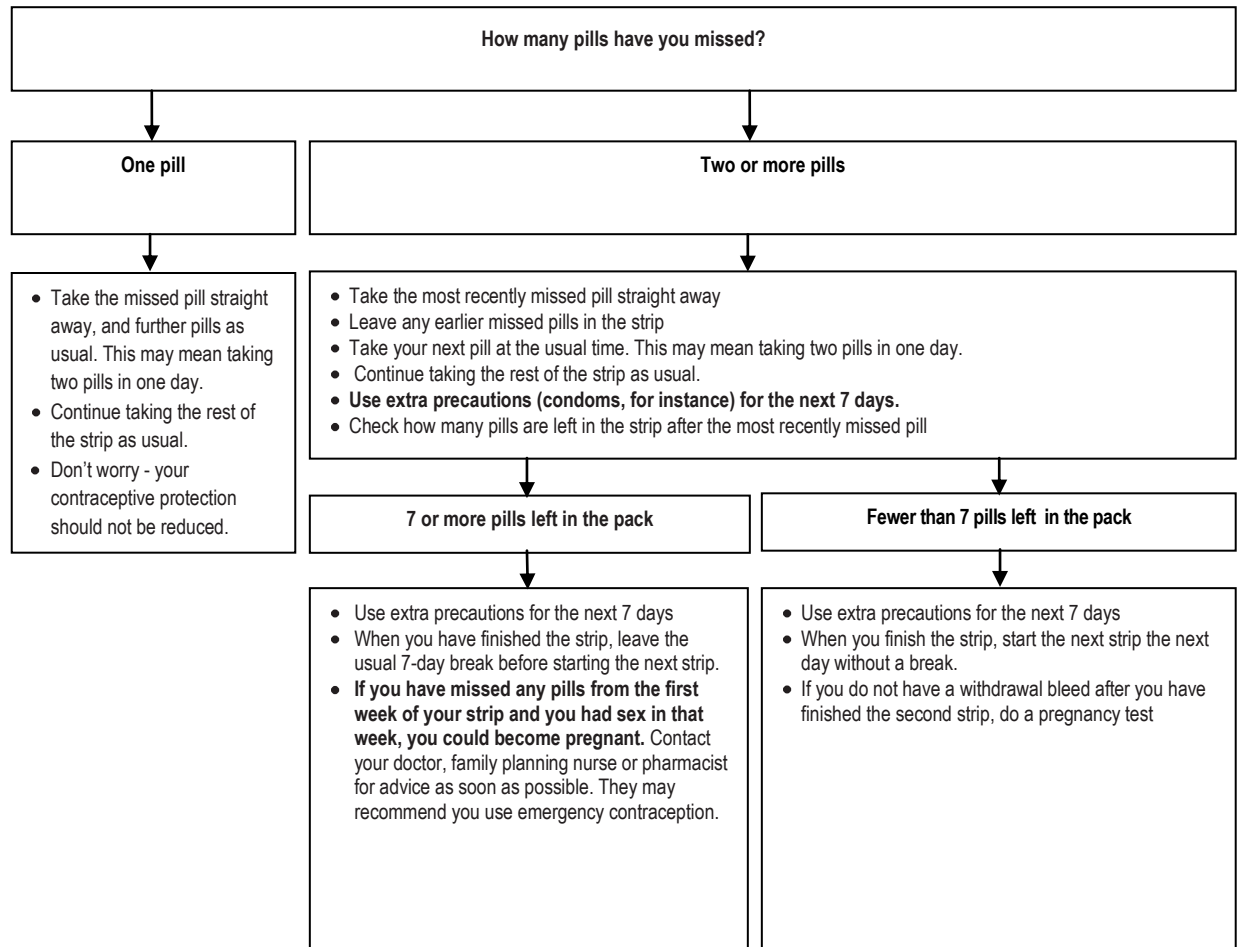 How many pills have you missed?
One pill
Two or more pills
• Take the missed pill straight
away, and further pills as
usual. This may mean taking
two pills in one day.
• Continue taking the rest of
the strip as usual.
• Don't worry - your
contraceptive protection
should not be reduced.
• Take the most recently missed pill straight away
• Leave any earlier missed pills in the strip
• Take your next pill at the usual time. This may mean taking two pills in one day.
• Continue taking the rest of the strip as usual.
• Use extra precautions (condoms, for instance) for the next 7 days.
• Check how many pills are left in the strip after the most recently missed pill
7 or more pills left in the pack
Fewer than 7 pills left in the pack
• Use extra precautions for the next 7 days
• When you have finished the strip, leave the
usual 7-day break before starting the next strip.
• If you have missed any pills from the first
week of your strip and you had sex in that
week, you could become pregnant. Contact
your doctor, family planning nurse or pharmacist
for advice as soon as possible. They may
recommend you use emergency contraception.
• Use extra precautions for the next 7 days
• When you finish the strip, start the next strip the next
day without a break.
• If you do not have a withdrawal bleed after you have
finished the second strip, do a pregnancy test